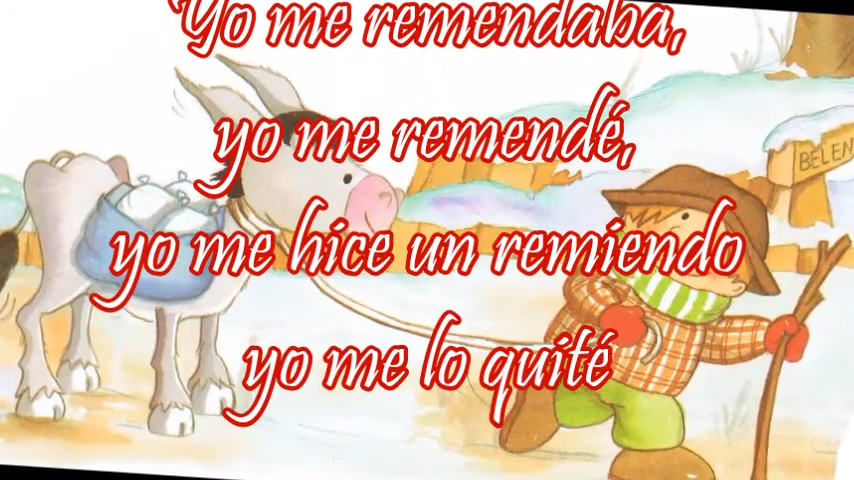 Yo me remendaba,
yo me remendé,
yo me hice un remiendo
yo me lo quité
BELEN